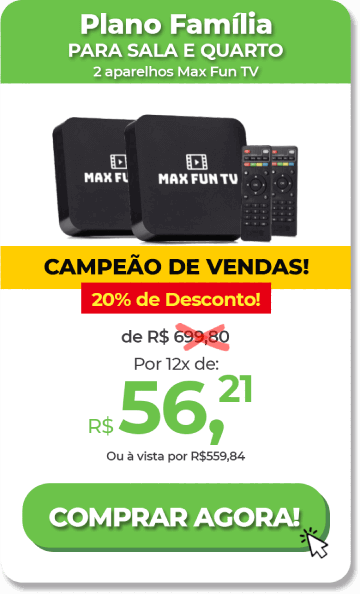 Plano Família
PARA SALA E QUARTO
2 aparelhos Max Fun TV
MAX FUN TV
MAX FUN TV
CAMPEÃO DE VENDAS!
20% de Desconto!
de R$ 699,80
Por 12x de:
R$ 56,21
Ou à vista por R$559,84
COMPRAR AGORA!